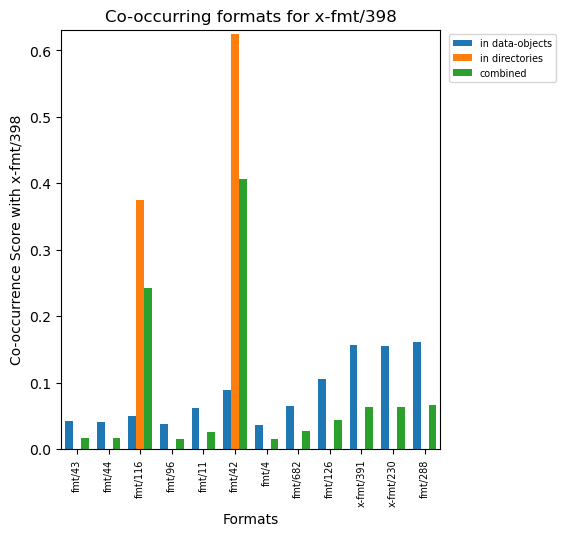 Co-occurring formats for x-fmt/398
in data-objects
in directories
combined
Co-occurrence Score with x-fmt/398
0.6
0.5
0.4
0.3
0.2
0.1
0.0
fmt/43
fmt/44
fmt/116
fmt/96
fmt/11
fmt/42
fmt/4
fmt/682
fmt/126
x-fmt/391
x-fmt/230
fmt/288
Formats